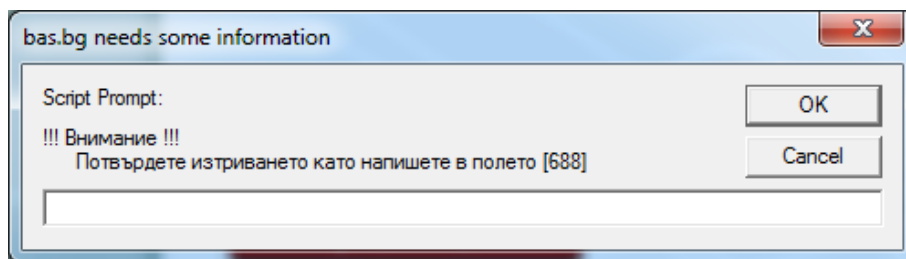 bas.bg needs some information
Script Prompt:
OK
!!! Внимание !!!
Потвърдете изтриването като напишете в полето [688]
Cancel